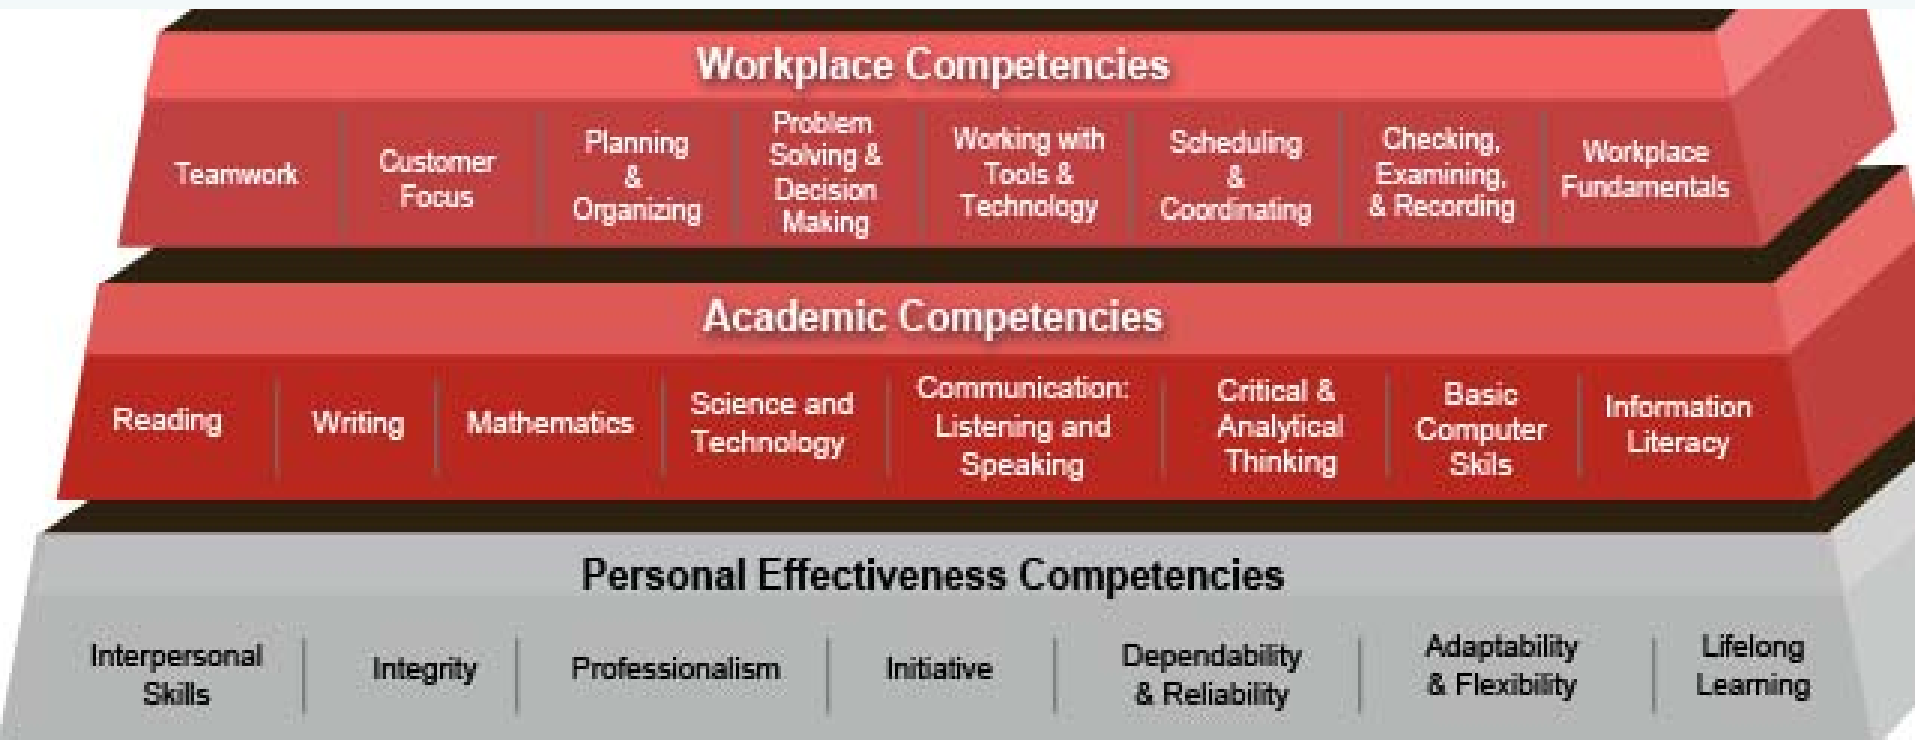 Workplace Competencies
Teamwork
Customer
Focus
Planning
&
Organizing
Problem
Solving &
Decision
Making
Working with
Tools &
Technology
Scheduling
&
Coordinating
Checking,
Examining,
& Recording
Workplace
Fundamentals
Academic Competencies
Reading
Writing
Mathematics
Science and
Technology
Communication:
Listening and
Speaking
Critical &
Analytical
Thinking
Basic
Computer
Skils
Information
Literacy
Personal Effectiveness Competencies
Interpersonal
Skills
Integrity
Professionalism
Initiative
Dependability
& Reliability
Adaptability
& Flexibility
Lifelong
Learning